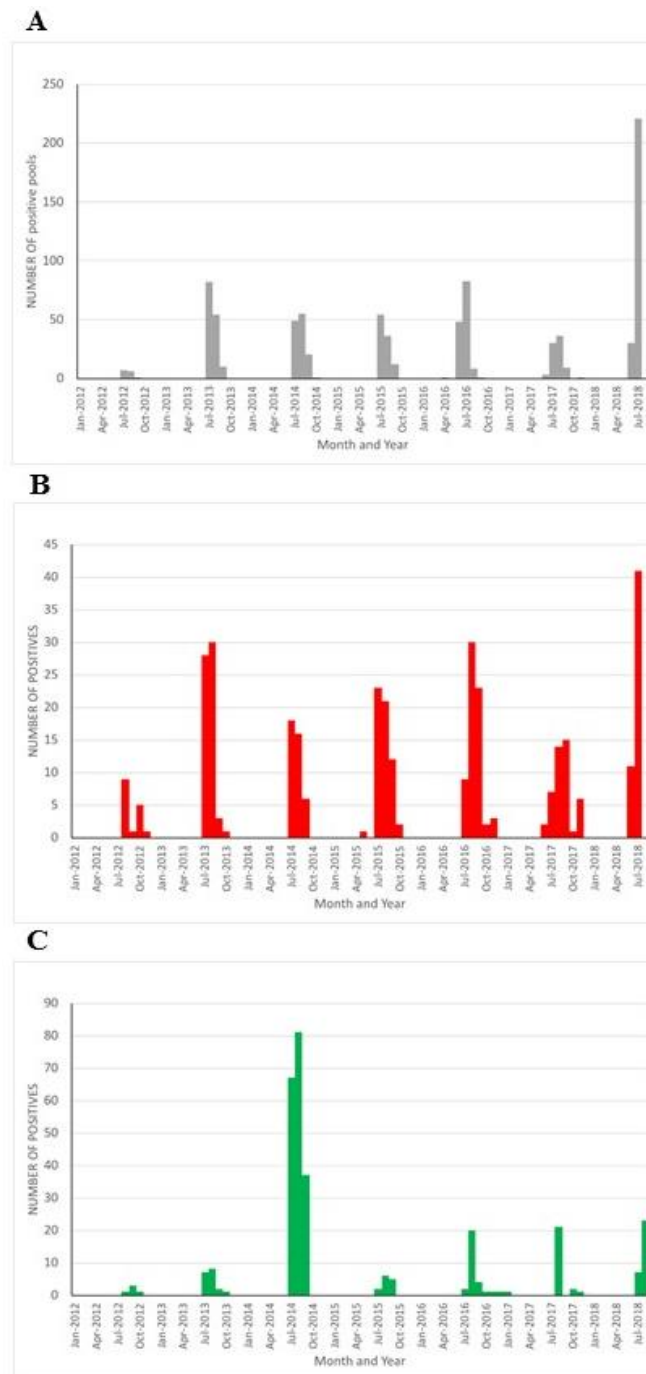 A
NUMBER OF positive pools
250
200
150
100
50
0
Jan-2012 Apr-2012 Jul-2012 Oct-2012 Jan-2013 Apr-2013 Jul-2013 Oct-2013 Jan-2014 Apr-2014 Jul-2014 Oct-2014 Jan-2015 Apr-2015 Jul-2015 Oct-2015 Jan-2016 Apr-2016 Jul-2016 Oct-2016 Jan-2017 Apr-2017 Jul-2017 Oct-2017 Jan-2018 Apr-2018 Jul-2018
Month and Year
B
NUMBER OF POSITIVES
45
40
35
30
25
20
15
10
5
0
Jan-2012 Apr-2012 Jul-2012 Oct-2012 Jan-2013 Apr-2013 Jul-2013 Oct-2013 Jan-2014 Apr-2014 Jul-2014 Oct-2014 Jan-2015 Apr-2015 Jul-2015 Oct-2015 Jan-2016 Apr-2016 Jul-2016 Oct-2016 Jan-2017 Apr-2017 Jul-2017 Oct-2017 Jan-2018 Apr-2018 Jul-2018
Month and Year
C
NUMBER OF POSITIVES
90
80
70
60
50
40
30
20
10
0
Jan-2012 Apr-2012 Jul-2012 Oct-2012 Jan-2013 Apr-2013 Jul-2013 Oct-2013 Jan-2014 Apr-2014 Jul-2014 Oct-2014 Jan-2015 Apr-2015 Jul-2015 Oct-2015 Jan-2016 Apr-2016 Jul-2016 Oct-2016 Jan-2017 Apr-2017 Jul-2017 Oct-2017 Jan-2018 Apr-2018 Jul-2018
Month and Year